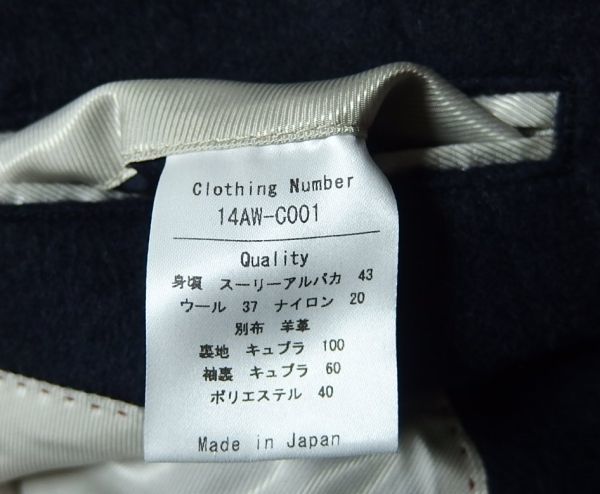 Clothing Number
14AW-C001
Quality
身頃 スーリーアルパカ 43
ウール 37 ナイロン 20
別布 羊革
裏地 キュプラ 100
袖裏 キュプラ 60
ポリエステル 40
Made in Japan